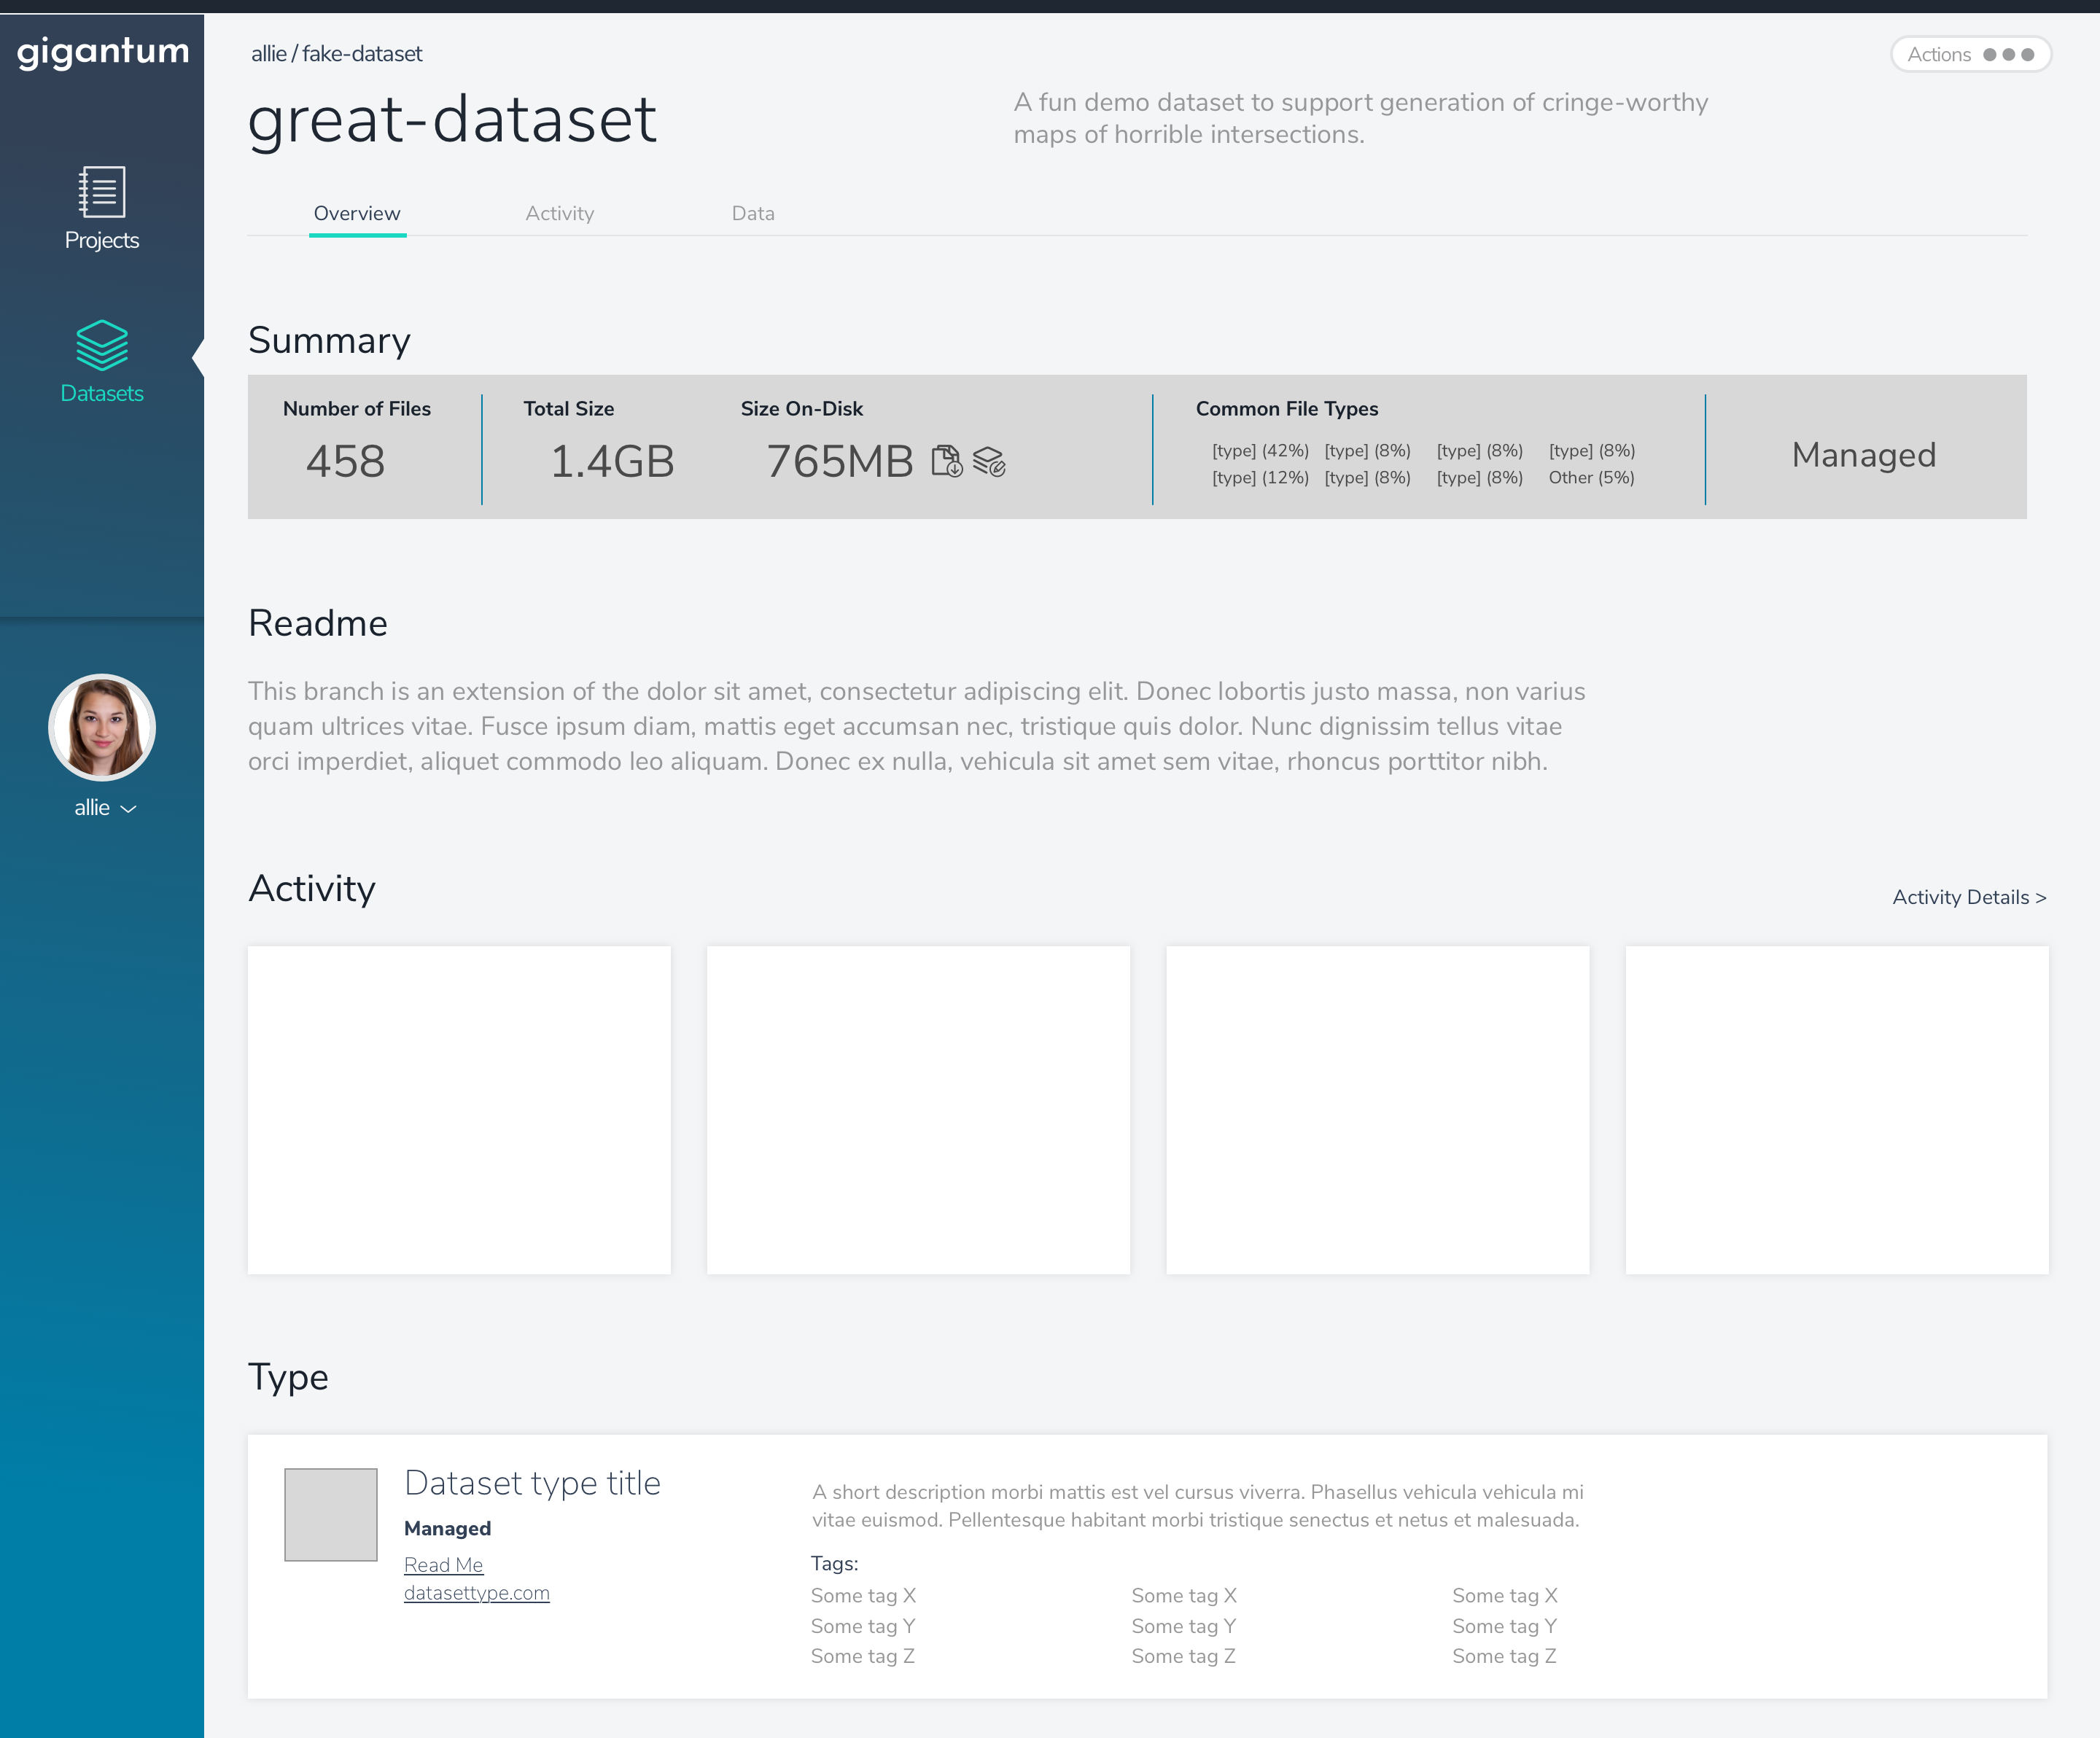 gigantum
Projects
Datasets
allie
allie / fake-dataset
Actions
great-dataset
A fun demo dataset to support generation of cringe-worthy
maps of horrible intersections.
Overview
Activity
Data
Summary
Number of Files
458
Total Size
1.4GB
Size On-Disk
765MB
Common File Types
[type] (42%) [type] (8%) [type] (8%) [type] (8%)
[type] (12%) [type] (8%) [type] (8%) Other (5%)
Managed
Readme
This branch is an extension of the dolor sit amet, consectetur adipiscing elit. Donec lobortis justo massa, non varius
quam ultrices vitae. Fusce ipsum diam, mattis eget accumsan nec, tristique quis dolor. Nunc dignissim tellus vitae
orci imperdiet, aliquet commodo leo aliquam. Donec ex nulla, vehicula sit amet sem vitae, rhoncus porttitor nibh.
Activity
Activity Details >
Type
Dataset type title
Managed
Read Me
datasettype.com
A short description morbi mattis est vel cursus viverra. Phasellus vehicula vehicula mi
vitae euismod. Pellentesque habitant morbi tristique senectus et netus et malesuada.
Tags:
Some tag X Some tag X Some tag X
Some tag Y Some tag Y Some tag Y
Some tag Z Some tag Z Some tag Z